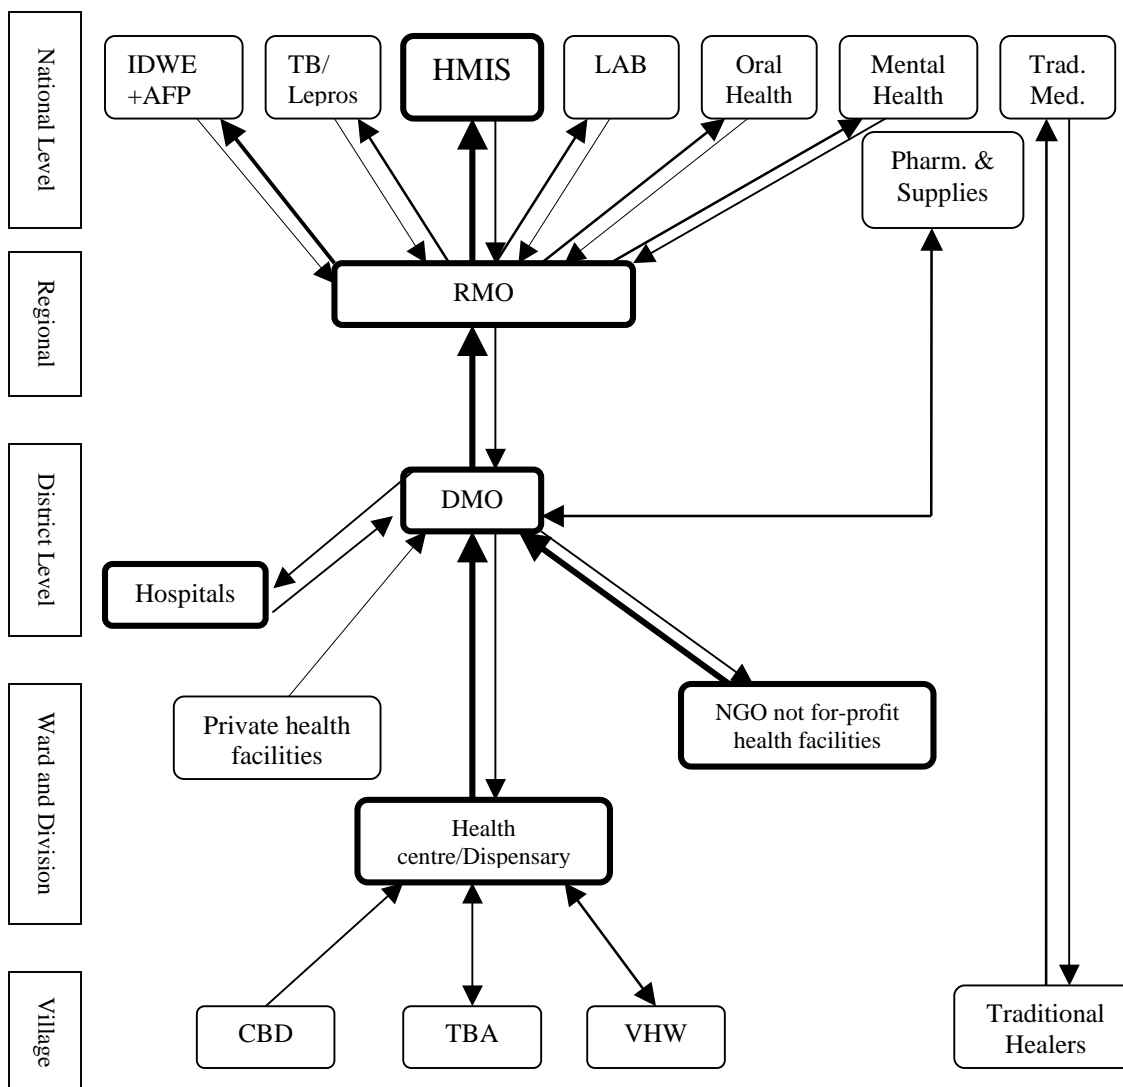 National Level
IDWE
+AFP
TB/
Lepros
HMIS
LAB
Oral
Health
Mental
Health
Trad.
Med.
Pharm. &
Supplies
Regional
RMO
District Level
DMO
Hospitals
Ward and Division
Private health
facilities
NGO not for-profit
health facilities
Health
centre/Dispensary
Village
CBD
TBA
VHW
Traditional
Healers